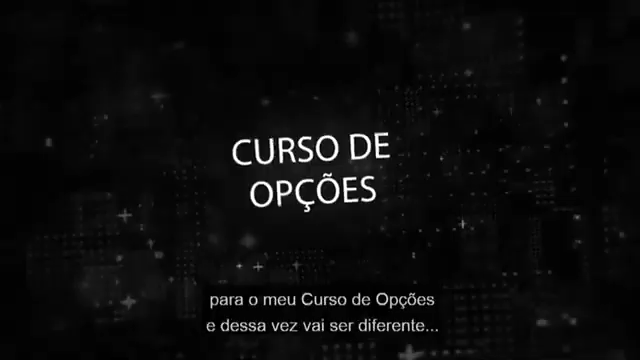 CURSO DE
OPÇÕES
para o meu Curso de Opções
e dessa vez vai ser diferente...